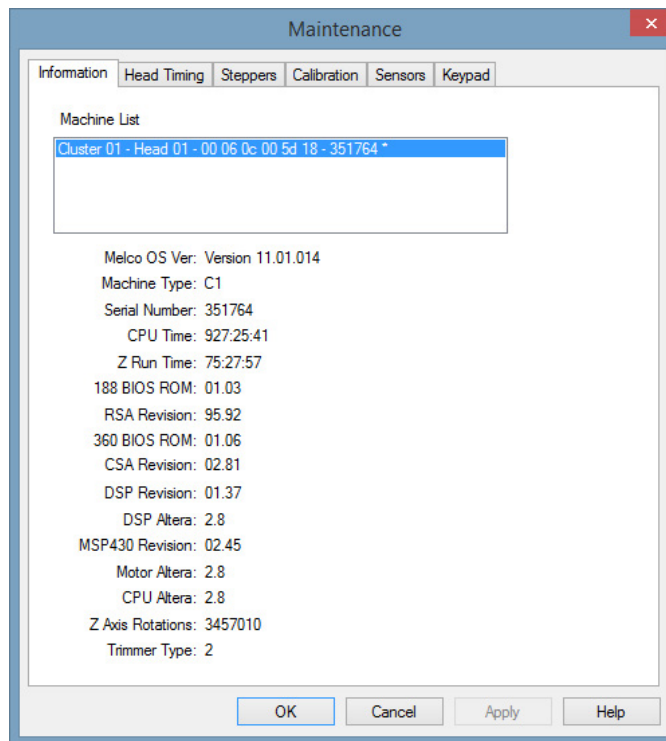 Maintenance
Information Head Timing Steppers Calibration Sensors Keypad
Machine List
Cluster 01 - Head 01 - 00 06 0c 00 5d 18 - 351764 *
Melco OS Ver: Version 11.01.014
Machine Type: C1
Serial Number: 351764
CPU Time: 927:25:41
Z Run Time: 75:27:57
188 BIOS ROM: 01.03
RSA Revision: 95.92
360 BIOS ROM: 01.06
CSA Revision: 02.81
DSP Revision: 01.37
DSP Altera: 2.8
MSP430 Revision: 02.45
Motor Altera: 2.8
CPU Altera: 2.8
Z Axis Rotations: 3457010
Trimmer Type: 2
OK Cancel Apply Help